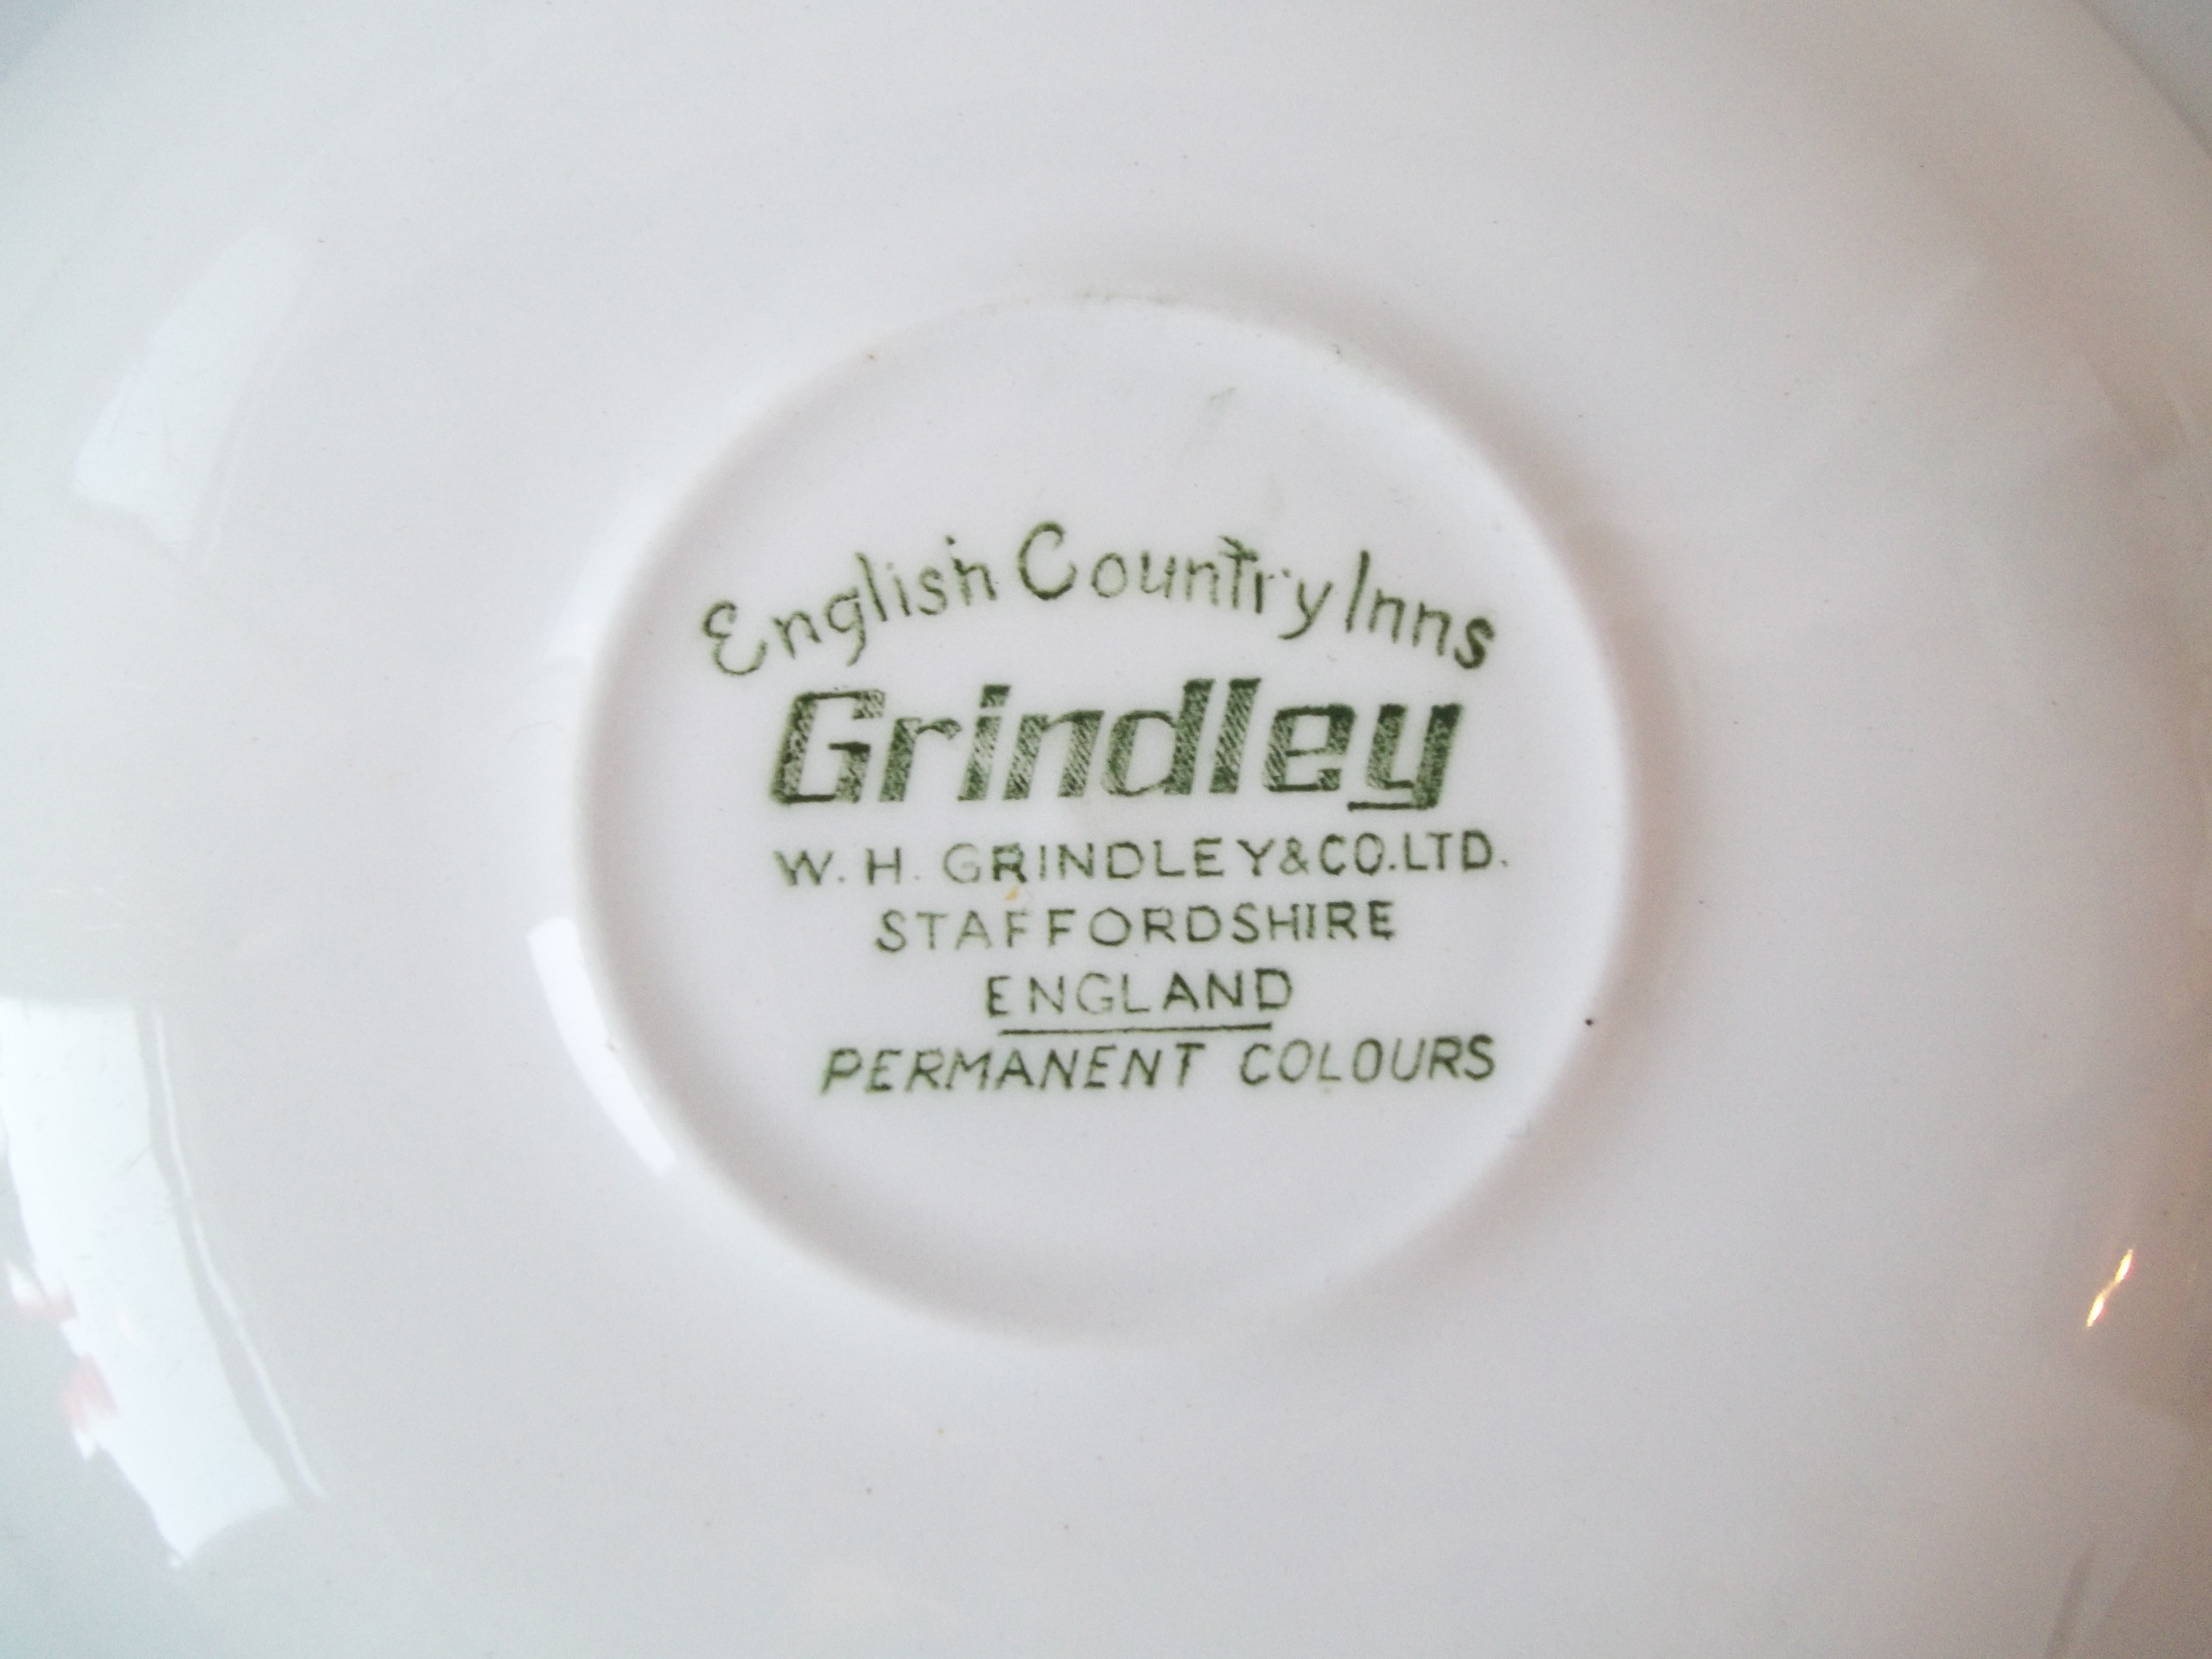 English Country Inns
Grindley
W. H. GRINDLEY & CO. LTD.
STAFFORDSHIRE
ENGLAND
PERMANENT COLOURS